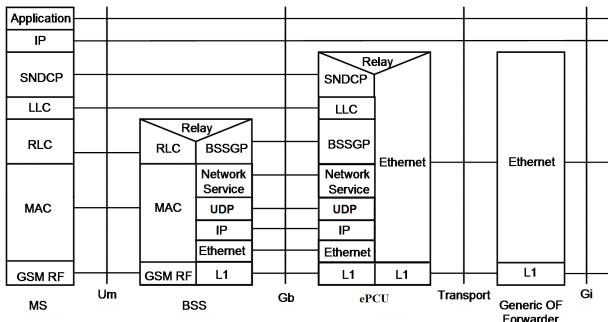 Application
IP
SNDCP
LLC
RLC
MAC
GSM RF
MS
Um
Relay
RLC
BSSGP
MAC
Network
Service
UDP
IP
Ethernet
GSM RF
L1
BSS
Gb
Relay
SNDCP
LLC
BSSGP
Network
Service
UDP
IP
Ethernet
L1
Ethernet
L1
ePCU
Transport
Ethernet
L1
Generic OF
Forwarder
Gi